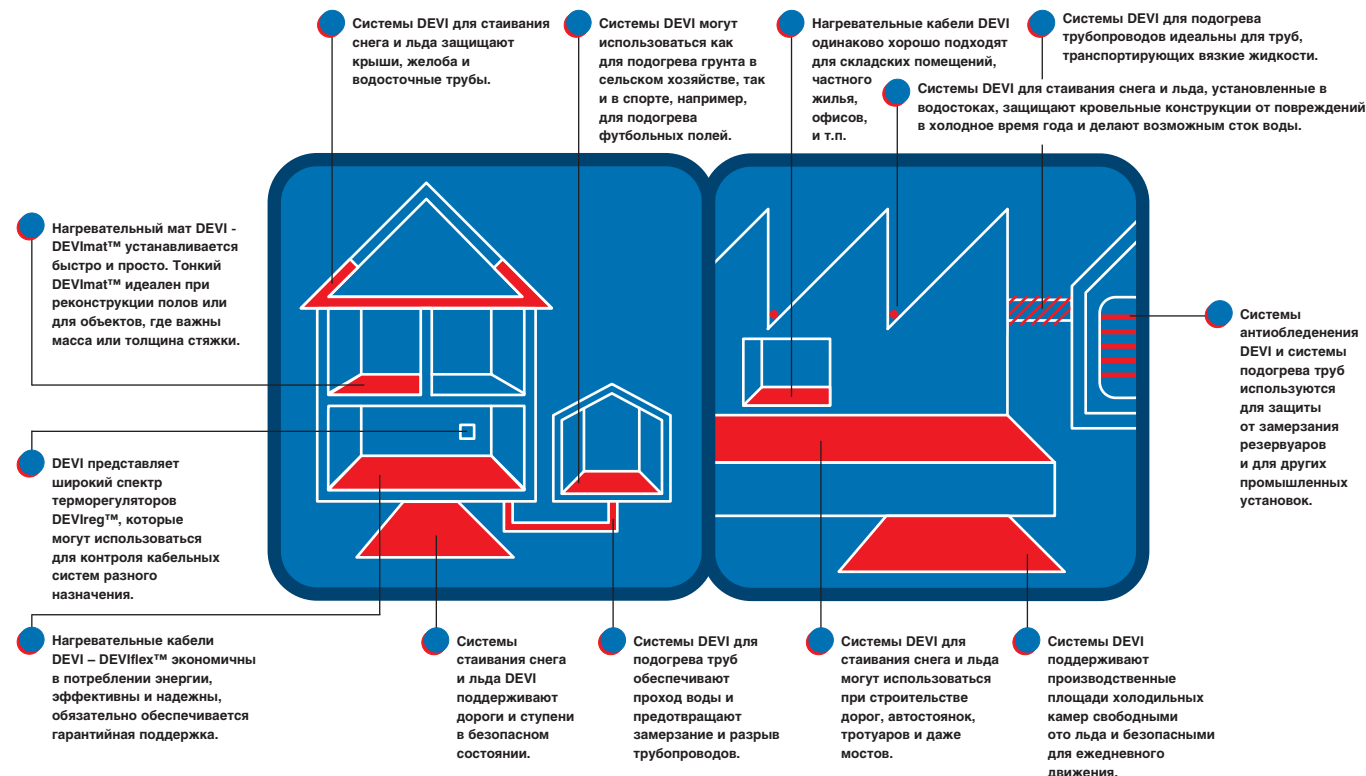 Системы DEVI для стаивания
снега и льда защищают
крыши, желоба и
водосточные трубы.
Системы DEVI могут
использоваться как
для подогрева грунта в
сельском хозяйстве, так
и в спорте, например,
для подогрева
футбольных полей.
Нагревательные кабели DEVI
одинаково хорошо подходят
для складских помещений,
частного
жилья,
офисов,
и т.п.
Системы DEVI для подогрева
трубопроводов идеальны для труб,
транспортирующих вязкие жидкости.
Системы DEVI для стаивания снега и льда, установленные в
водостоках, защищают кровельные конструкции от повреждений
в холодное время года и делают возможным сток воды.
Нагревательный мат DEVI -
DEVImat™ устанавливается
быстро и просто. Тонкий
DEVImat™ идеален при
реконструкции полов или
для объектов, где важны
масса или толщина стяжки.
Системы
антиобледенения
DEVI и системы
подогрева труб
используются
для защиты
от замерзания
резервуаров
и для других
промышленных
установок.
DEVI представляет
широкий спектр
терморегуляторов
DEVIreg™, которые
могут использоваться
для контроля кабельных
систем разного
назначения.
Нагревательные кабели
DEVI – DEVIflex™ экономичны
в потреблении энергии,
эффективны и надежны,
обязательно обеспечивается
гарантийная поддержка.
Системы
стаивания снега
и льда DEVI
поддерживают
дороги и ступени
в безопасном
состоянии.
Системы DEVI для
подогрева труб
обеспечивают
проход воды и
предотвращают
замерзание и разрыв
трубопроводов.
Системы DEVI для
стаивания снега и льда
могут использоваться
при строительстве
дорог, автостоянок,
тротуаров и даже
мостов.
Системы DEVI
поддерживают
производственные
площади холодильных
камер свободными
ото льда и безопасными
для ежедневного
движения.